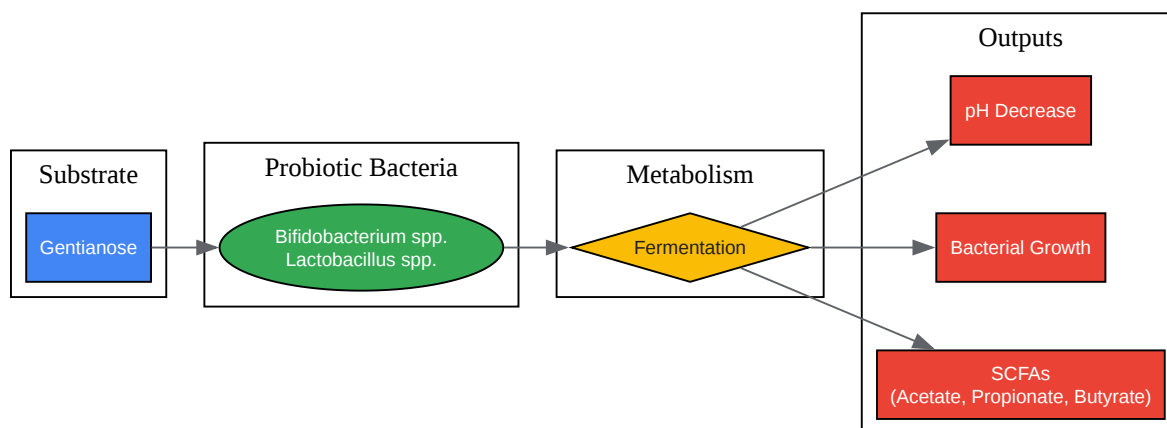 Substrate
Gentianose
Probiotic Bacteria
Bifidobacterium spp.
Lactobacillus spp.
Metabolism
Fermentation
Outputs
pH Decrease
Bacterial Growth
SCFAs
(Acetate, Propionate, Butyrate)